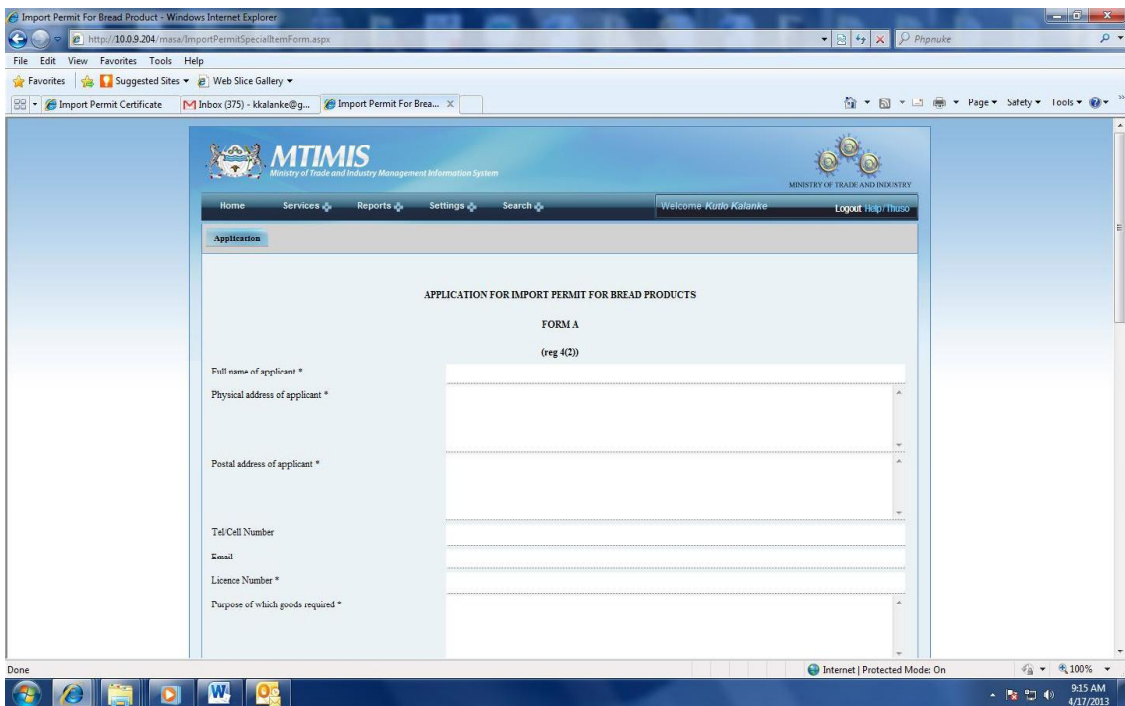 Import Permit For Bread Product - Windows Internet Explorer
http://10.0.9.204/masa/ImportPermitSpecialItemForm.aspx
Phpnuke
File Edit View Favorites Tools Help
Favorites Suggested Sites Web Slice Gallery
Import Permit Certificate Inbox (375) - kkalanke@g... Import Permit For Brea... X Page Safety Tools
MTIMIS
Ministry of Trade and Industry Management Information System
MINISTRY OF TRADE AND INDUSTRY
Home Services Reports Settings Search Welcome Kutlo Kalanke Logout Help/Thuso
Application
APPLICATION FOR IMPORT PERMIT FOR BREAD PRODUCTS
FORM A
(reg 4(2))
Full name of applicant *
Physical address of applicant *
Postal address of applicant *
Tel/Cell Number
Email
Licence Number *
Purpose of which goods required *
Done Internet | Protected Mode: On 100%
9:15 AM
4/17/2013